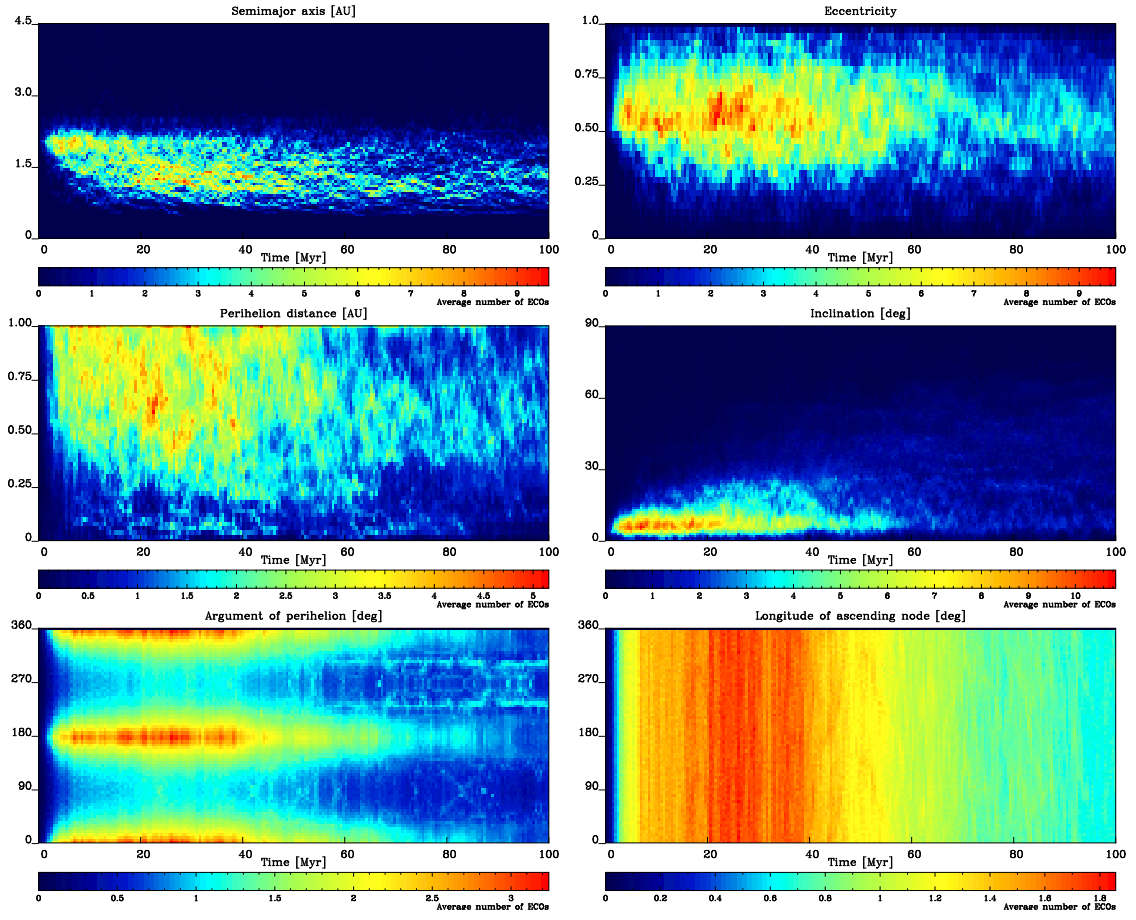 Semimajor axis [AU]
4.5
3.0
1.5
0
0 20 40 60 80 100
Time [Myr]
0 1 2 3 4 5 6 7 8 9
Average number of ECOs
Eccentricity
1.0
0.75
0.50
0.25
0
0 20 40 60 80 100
Time [Myr]
0 1 2 3 4 5 6 7 8 9
Average number of ECOs
Perihelion distance [AU]
1.00
0.75
0.50
0.25
0
0 20 40 60 80 100
Time [Myr]
0 0.5 1 1.5 2 2.5 3 3.5 4 4.5 5
Average number of ECOs
Inclination [deg]
90
60
30
0
0 20 40 60 80 100
Time [Myr]
0 1 2 3 4 5 6 7 8 9 10
Average number of ECOs
Argument of perihelion [deg]
360
270
180
90
0
0 20 40 60 80 100
Time [Myr]
0 0.5 1 1.5 2 2.5 3
Average number of ECOs
Longitude of ascending node [deg]
360
270
180
90
0
0 20 40 60 80 100
Time [Myr]
0 0.2 0.4 0.6 0.8 1 1.2 1.4 1.6 1.8
Average number of ECOs